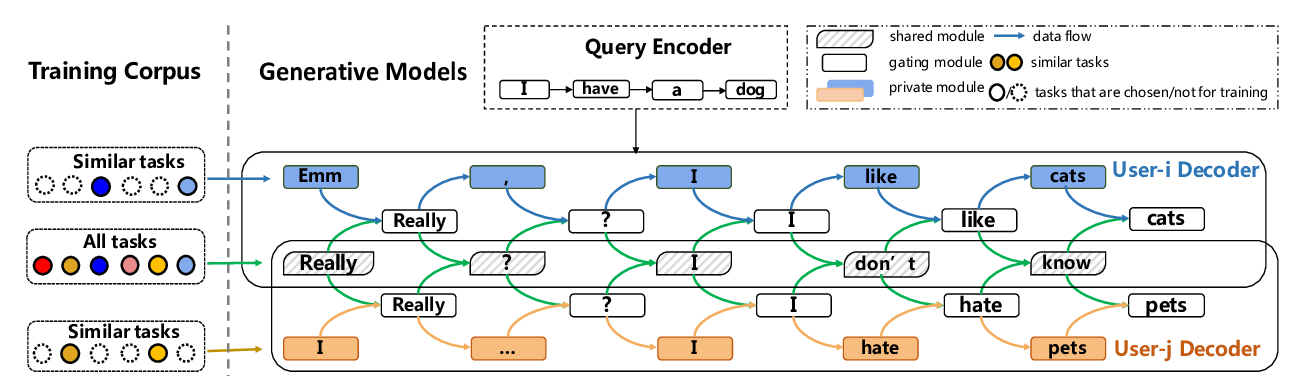 Training Corpus
Generative Models
Query Encoder
I have a dog
shared module data flow
gating module similar tasks
private module / tasks that are chosen/not for training
Similar tasks
Emm , I like cats
User-i Decoder
Really ? I like cats
All tasks
Really ? I don't know
Really ? I hate pets
Similar tasks
I ... I hate pets
User-j Decoder